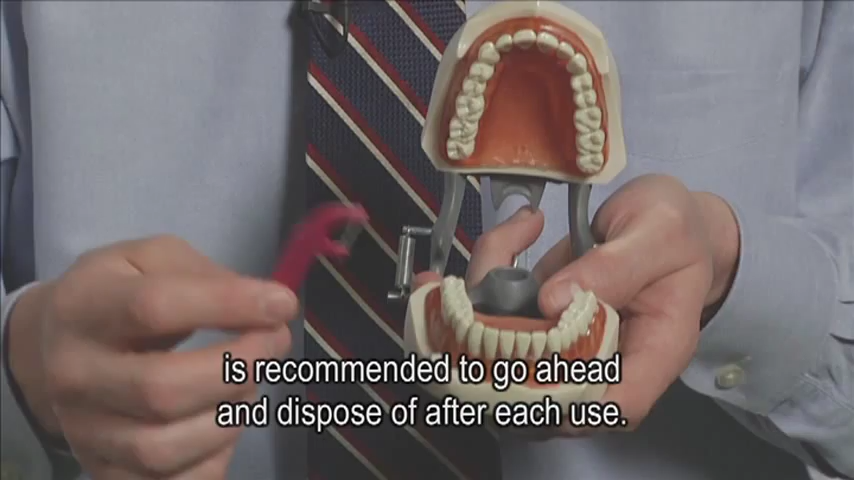 is recommended to go ahead
and dispose of after each use.